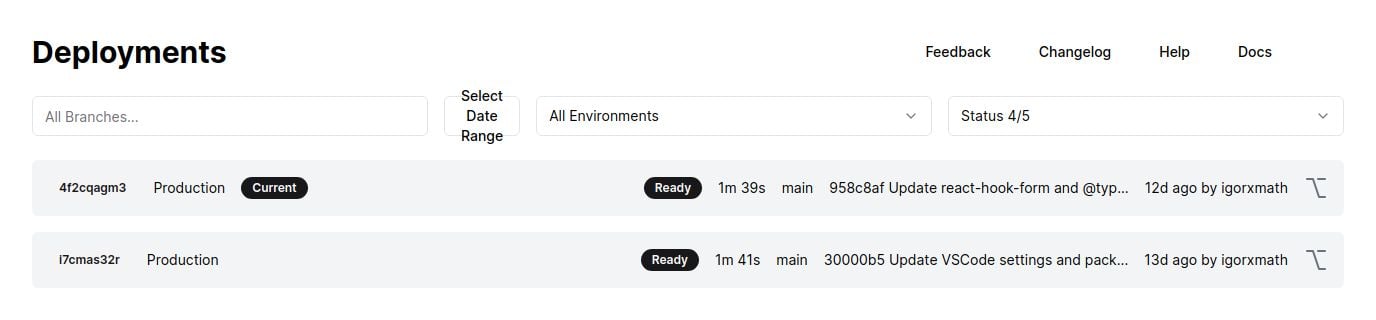 Deployments
Feedback Changelog Help Docs
All Branches...
Select
Date
Range
All Environments
Status 4/5
4f2cqagm3 Production Current Ready 1m 39s main 958c8af Update react-hook-form and @typ... 12d ago by igorxmath
i7cmas32r Production Ready 1m 41s main 30000b5 Update VSCode settings and pack... 13d ago by igorxmath